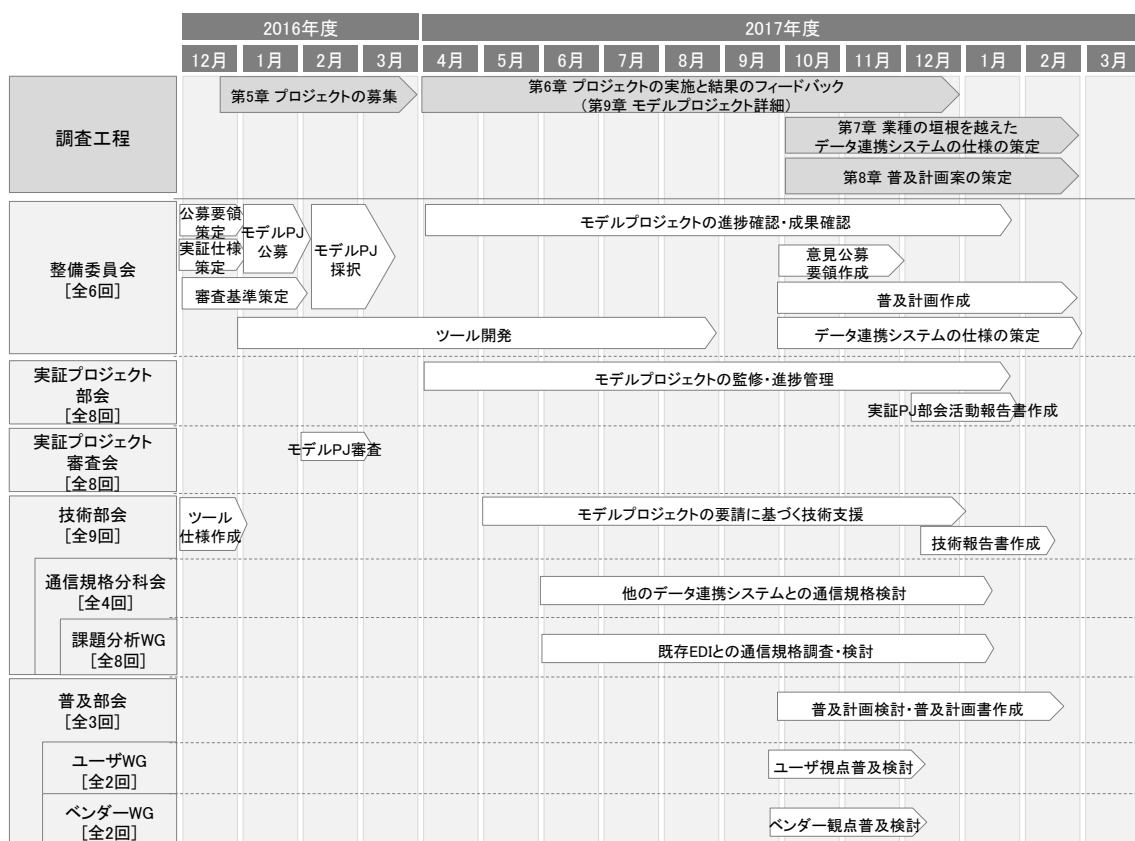 2016年度
2017年度
12月 1月 2月 3月 4月 5月 6月 7月 8月 9月 10月 11月 12月 1月 2月 3月
調査工程
第5章 プロジェクトの募集
第6章 プロジェクトの実施と結果のフィードバック
（第9章 モデルプロジェクト詳細）
第7章 業種の垣根を越えた
データ連携システムの仕様の策定
第8章 普及計画案の策定
整備委員会
[全6回]
公募要領
策定
実証仕様
策定
審査基準策定
モデルPJ
公募
モデルPJ
採択
ツール開発
モデルプロジェクトの進捗確認・成果確認
意見公募
要領作成
普及計画作成
データ連携システムの仕様の策定
実証プロジェクト
部会
[全8回]
モデルプロジェクトの監修・進捗管理
実証PJ部会活動報告書作成
実証プロジェクト
審査会
[全8回]
モデルPJ審査
技術部会
[全9回]
ツール
仕様作成
モデルプロジェクトの要請に基づく技術支援
技術報告書作成
通信規格分科会
[全4回]
他のデータ連携システムとの通信規格検討
課題分析WG
[全8回]
既存EDIとの通信規格調査・検討
普及部会
[全3回]
普及計画検討・普及計画書作成
ユーザWG
[全2回]
ユーザ視点普及検討
ベンダーWG
[全2回]
ベンダー観点普及検討